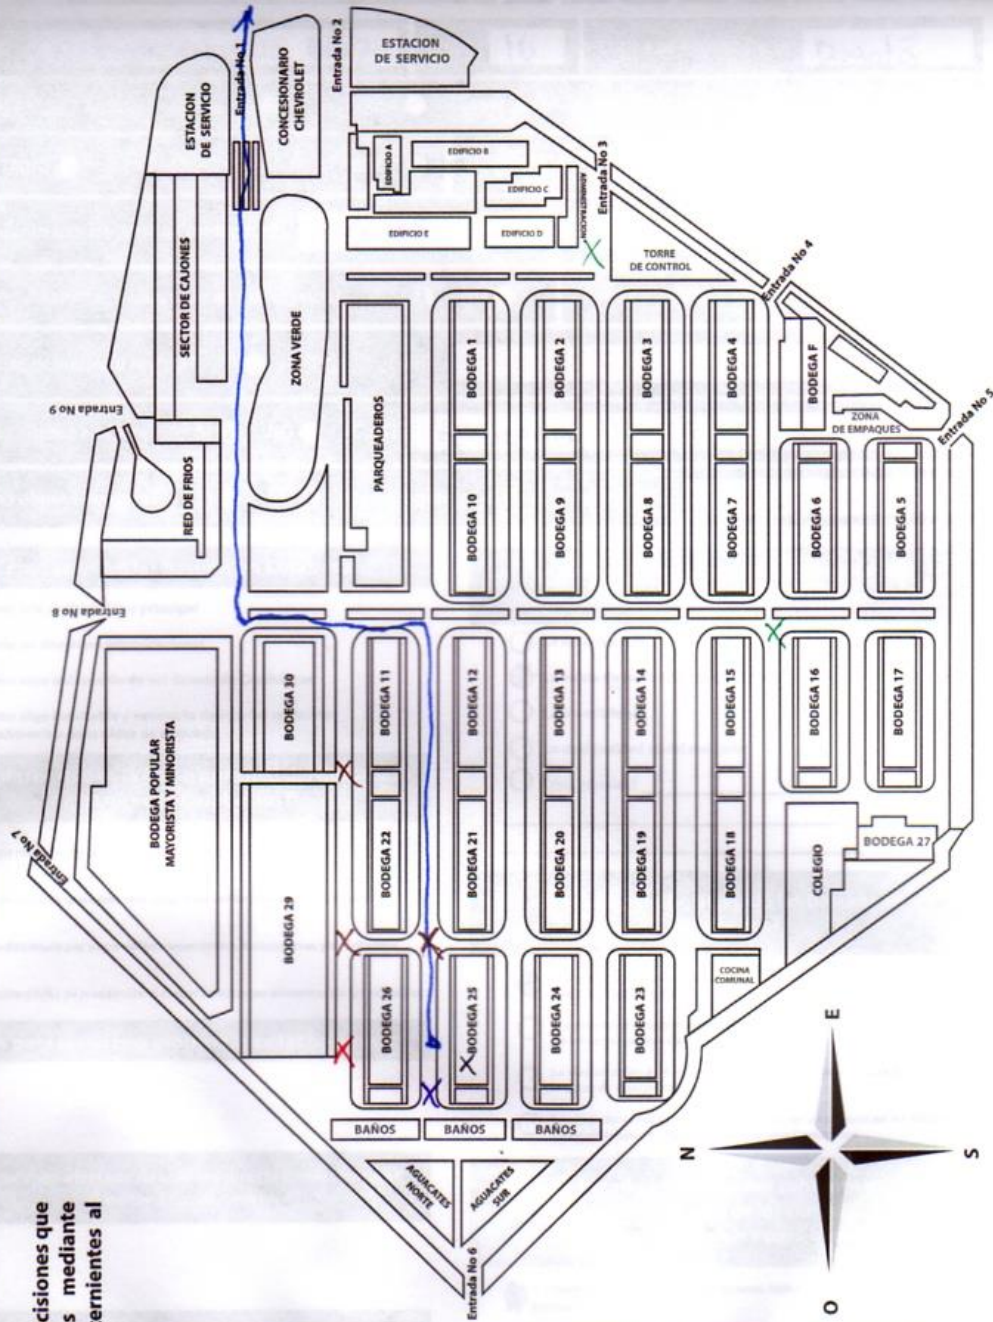 Entrada No 1
Entrada No 2
ESTACION
DE SERVICIO
CONCESIONARIO
CHEVROLET
ESTACION
DE SERVICIO
SECTOR DE CAJONES
ZONA VERDE
EDIFICIO A
EDIFICIO B
EDIFICIO C
EDIFICIO D
EDIFICIO E
ADMINISTRACION
Entrada No 3
TORRE
DE CONTROL
Entrada No 4
Entrada No 9
RED DE FRIOS
PARQUEADEROS
BODEGA 1
BODEGA 2
BODEGA 3
BODEGA 4
BODEGA F
ZONA
DE EMPAQUES
Entrada No 5
BODEGA 10
BODEGA 9
BODEGA 8
BODEGA 7
BODEGA 6
BODEGA 5
Entrada No 8
BODEGA POPULAR
MAYORISTA Y MINORISTA
BODEGA 30
BODEGA 11
BODEGA 12
BODEGA 13
BODEGA 14
BODEGA 15
BODEGA 16
BODEGA 17
Entrada No 7
BODEGA 29
BODEGA 22
BODEGA 21
BODEGA 20
BODEGA 19
BODEGA 18
COLEGIO
BODEGA 27
BODEGA 26
BODEGA 25
BODEGA 24
BODEGA 23
COCINA
COMUNAL
BAÑOS
BAÑOS
BAÑOS
AGUACATES
NORTE
AGUACATES
SUR
Entrada No 6
N
E
S
O
cisiones que
s mediante
ernientes al